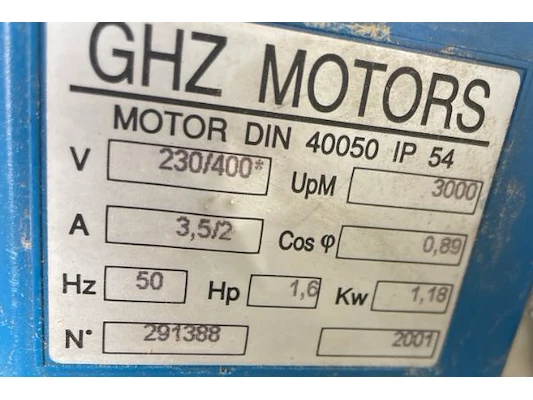 GHZ MOTORS
MOTOR DIN 40050 IP 54
V 230/400* UpM 3000
A 3,5/2 Cos φ 0,89
Hz 50 Hp 1,6 Kw 1,18
N° 291388 2001